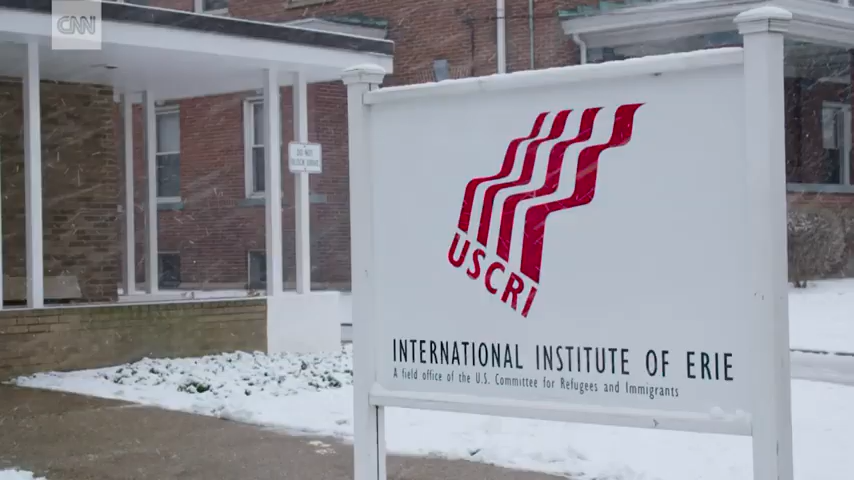 CNN
DO NOT
BLOCK DRIVE
USCRI
INTERNATIONAL INSTITUTE OF ERIE
A field office of the U.S. Committee for Refugees and Immigrants